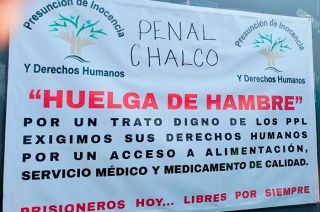 Presunción de Inocencia
Y Derechos Humanos
PENAL
CHALCO
Presunción de Inocencia
Y Derechos Humanos
“HUELGA DE HAMBRE”
POR UN TRATO DIGNO DE LOS PPL
EXIGIMOS SUS DERECHOS HUMANOS
POR UN ACCESO A ALIMENTACIÓN,
SERVICIO MÉDICO Y MEDICAMENTO DE CALIDAD.
PRISIONEROS HOY... LIBRES POR SIEMPRE